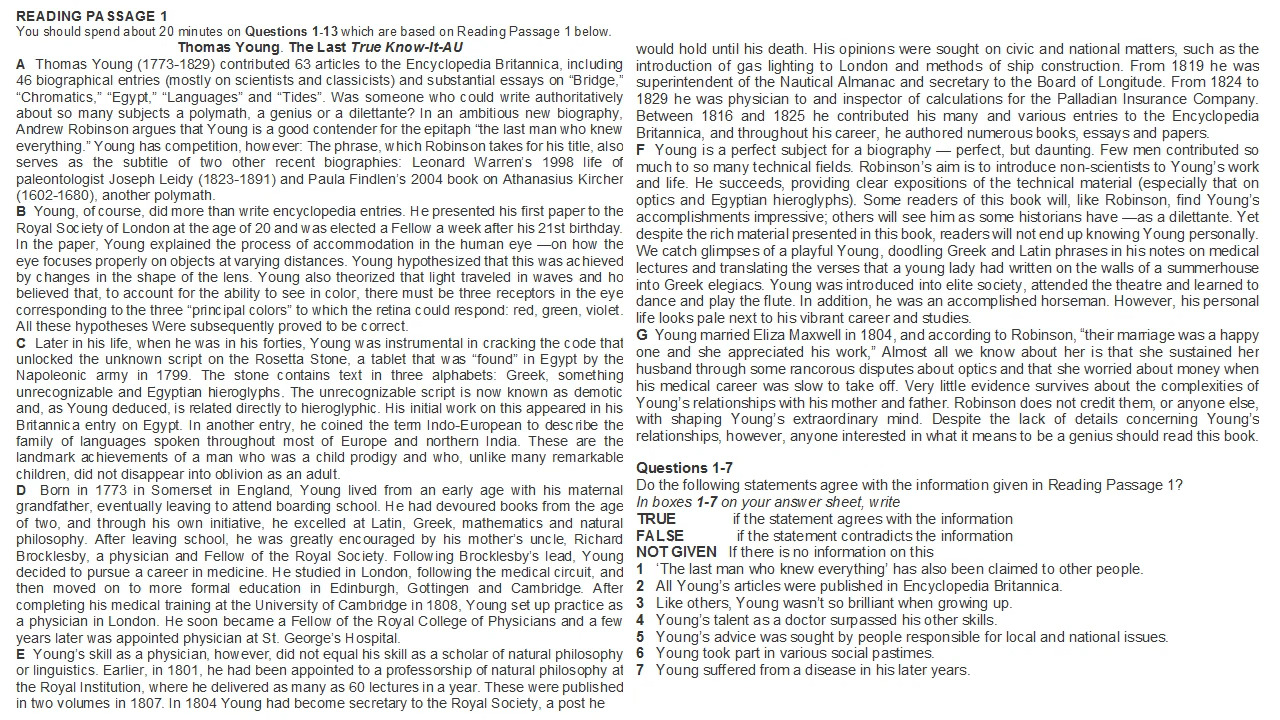 READING PASSAGE 1
You should spend about 20 minutes on Questions 1-13 which are based on Reading Passage 1 below.
Thomas Young. The Last True Know-It-AU
A Thomas Young (1773-1829) contributed 63 articles to the Encyclopedia Britannica, including
46 biographical entries (mostly on scientists and classicists) and substantial essays on “Bridge,”
“Chromatics,” “Egypt,” “Languages” and “Tides”. Was someone who could write authoritatively
about so many subjects a polymath, a genius or a dilettante? In an ambitious new biography,
Andrew Robinson argues that Young is a good contender for the epitaph “the last man who knew
everything.” Young has competition, however: The phrase, which Robinson takes for his title, also
serves as the subtitle of two other recent biographies: Leonard Warren’s 1998 life of
paleontologist Joseph Leidy (1823-1891) and Paula Findlen’s 2004 book on Athanasius Kircher
(1602-1680), another polymath.
B Young, of course, did more than write encyclopedia entries. He presented his first paper to the
Royal Society of London at the age of 20 and was elected a Fellow a week after his 21st birthday.
In the paper, Young explained the process of accommodation in the human eye —on how the
eye focuses properly on objects at varying distances. Young hypothesized that this was achieved
by changes in the shape of the lens. Young also theorized that light traveled in waves and ho
believed that, to account for the ability to see in color, there must be three receptors in the eye
corresponding to the three “principal colors” to which the retina could respond: red, green, violet.
All these hypotheses Were subsequently proved to be correct.
C Later in his life, when he was in his forties, Young was instrumental in cracking the code that
unlocked the unknown script on the Rosetta Stone, a tablet that was “found” in Egypt by the
Napoleonic army in 1799. The stone contains text in three alphabets: Greek, something
unrecognizable and Egyptian hieroglyphs. The unrecognizable script is now known as demotic
and, as Young deduced, is related directly to hieroglyphic. His initial work on this appeared in his
Britannica entry on Egypt. In another entry, he coined the term Indo-European to describe the
family of languages spoken throughout most of Europe and northern India. These are the
landmark achievements of a man who was a child prodigy and who, unlike many remarkable
children, did not disappear into oblivion as an adult.
D Born in 1773 in Somerset in England, Young lived from an early age with his maternal
grandfather, eventually leaving to attend boarding school. He had devoured books from the age
of two, and through his own initiative, he excelled at Latin, Greek, mathematics and natural
philosophy. After leaving school, he was greatly encouraged by his mother’s uncle, Richard
Brocklesby, a physician and Fellow of the Royal Society. Following Brocklesby’s lead, Young
decided to pursue a career in medicine. He studied in London, following the medical circuit, and
then moved on to more formal education in Edinburgh, Gottingen and Cambridge. After
completing his medical training at the University of Cambridge in 1808, Young set up practice as
a physician in London. He soon became a Fellow of the Royal College of Physicians and a few
years later was appointed physician at St. George’s Hospital.
E Young’s skill as a physician, however, did not equal his skill as a scholar of natural philosophy
or linguistics. Earlier, in 1801, he had been appointed to a professorship of natural philosophy at
the Royal Institution, where he delivered as many as 60 lectures in a year. These were published
in two volumes in 1807. In 1804 Young had become secretary to the Royal Society, a post he
would hold until his death. His opinions were sought on civic and national matters, such as the
introduction of gas lighting to London and methods of ship construction. From 1819 he was
superintendent of the Nautical Almanac and secretary to the Board of Longitude. From 1824 to
1829 he was physician to and inspector of calculations for the Palladian Insurance Company.
Between 1816 and 1825 he contributed his many and various entries to the Encyclopedia
Britannica, and throughout his career, he authored numerous books, essays and papers.
F Young is a perfect subject for a biography — perfect, but daunting. Few men contributed so
much to so many technical fields. Robinson’s aim is to introduce non-scientists to Young’s work
and life. He succeeds, providing clear expositions of the technical material (especially that on
optics and Egyptian hieroglyphs). Some readers of this book will, like Robinson, find Young’s
accomplishments impressive; others will see him as some historians have —as a dilettante. Yet
despite the rich material presented in this book, readers will not end up knowing Young personally.
We catch glimpses of a playful Young, doodling Greek and Latin phrases in his notes on medical
lectures and translating the verses that a young lady had written on the walls of a summerhouse
into Greek elegiacs. Young was introduced into elite society, attended the theatre and learned to
dance and play the flute. In addition, he was an accomplished horseman. However, his personal
life looks pale next to his vibrant career and studies.
G Young married Eliza Maxwell in 1804, and according to Robinson, “their marriage was a happy
one and she appreciated his work,” Almost all we know about her is that she sustained her
husband through some rancorous disputes about optics and that she worried about money when
his medical career was slow to take off. Very little evidence survives about the complexities of
Young’s relationships with his mother and father. Robinson does not credit them, or anyone else,
with shaping Young’s extraordinary mind. Despite the lack of details concerning Young’s
relationships, however, anyone interested in what it means to be a genius should read this book.
Questions 1-7
Do the following statements agree with the information given in Reading Passage 1?
In boxes 1-7 on your answer sheet, write
TRUE if the statement agrees with the information
FALSE if the statement contradicts the information
NOT GIVEN If there is no information on this
1 ‘The last man who knew everything’ has also been claimed to other people.
2 All Young’s articles were published in Encyclopedia Britannica.
3 Like others, Young wasn’t so brilliant when growing up.
4 Young’s talent as a doctor surpassed his other skills.
5 Young’s advice was sought by people responsible for local and national issues.
6 Young took part in various social pastimes.
7 Young suffered from a disease in his later years.